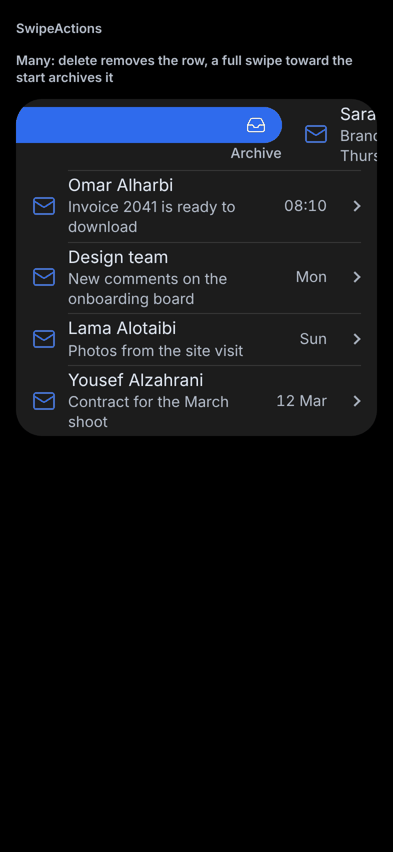 SwipeActions
Many: delete removes the row, a full swipe toward the
start archives it
Sara
Archive
Thurs
Omar Alharbi
Invoice 2041 is ready to
download
08:10
Design team
New comments on the
onboarding board
Mon
Lama Alotaibi
Photos from the site visit
Sun
Yousef Alzahrani
Contract for the March
shoot
12 Mar